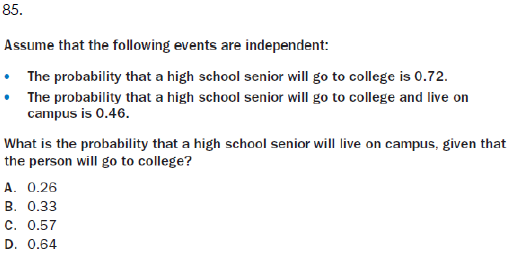 85.
Assume that the following events are independent:
• The probability that a high school senior will go to college is 0.72.
• The probability that a high school senior will go to college and live on
campus is 0.46.
What is the probability that a high school senior will live on campus, given that
the person will go to college?
A. 0.26
B. 0.33
C. 0.57
D. 0.64